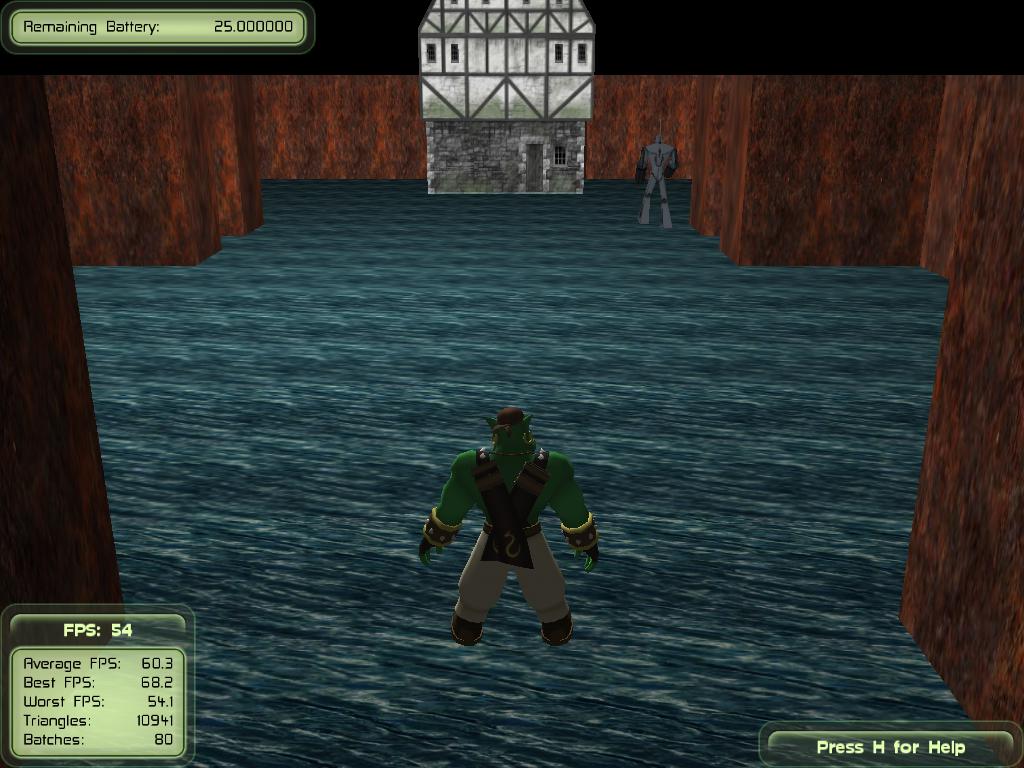 Remaining Battery: 25.000000
FPS: 54
Average FPS: 60.3
Best FPS: 68.2
Worst FPS: 54.1
Triangles: 10941
Batches: 80
Press H for Help